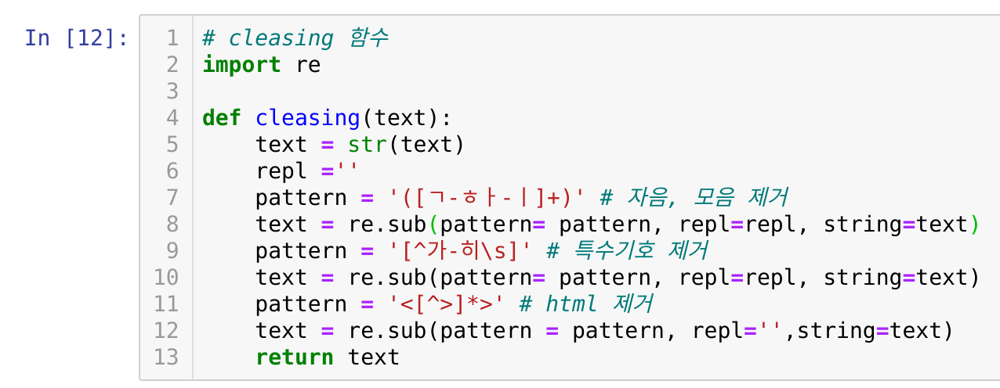 In [12]:
1 # cleasing 함수
2 import re
3
4 def cleasing(text):
5     text = str(text)
6     repl =''
7     pattern = '([ㄱ-ㅎㅏ-ㅣ]+)' # 자음, 모음 제거
8     text = re.sub(pattern= pattern, repl=repl, string=text)
9     pattern = '[^가-히\s]' # 특수기호 제거
10     text = re.sub(pattern= pattern, repl=repl, string=text)
11     pattern = '<[^>]*>' # html 제거
12     text = re.sub(pattern = pattern, repl='',string=text)
13     return text